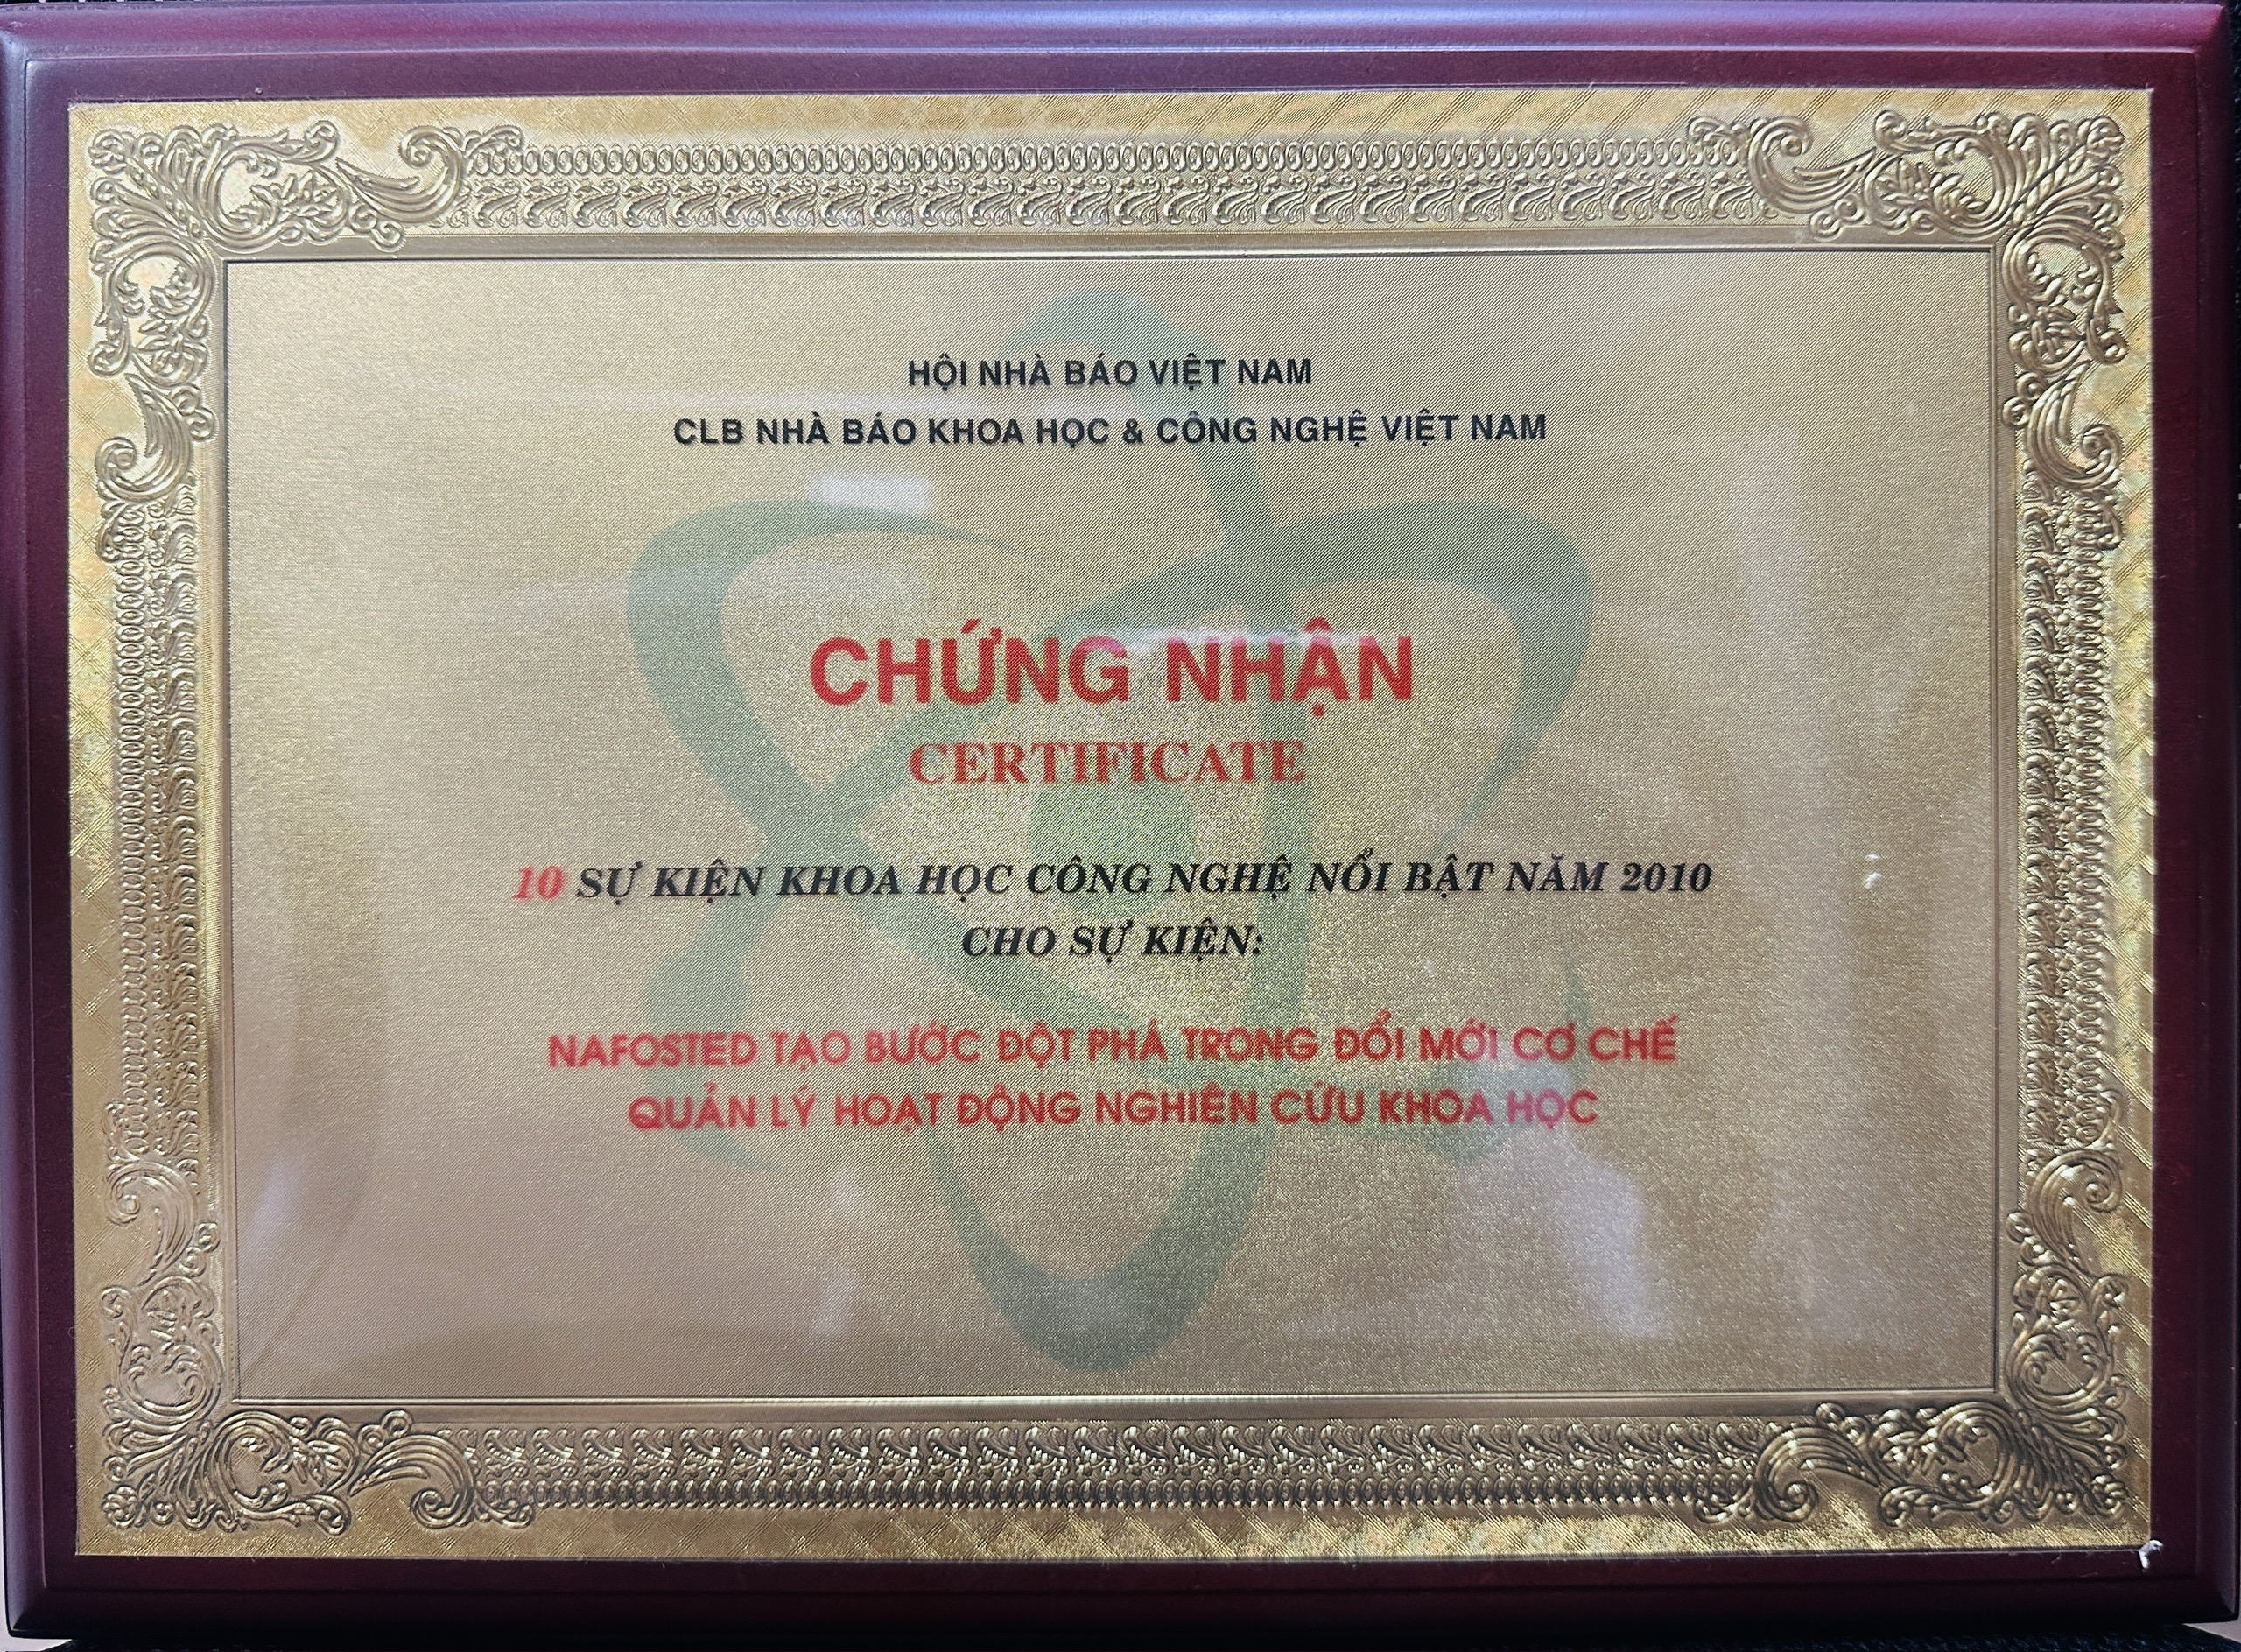 HỘI NHÀ BÁO VIỆT NAM
CLB NHÀ BÁO KHOA HỌC & CÔNG NGHỆ VIỆT NAM
CHỨNG NHẬN
CERTIFICATE
10 SỰ KIỆN KHOA HỌC CÔNG NGHỆ NỔI BẬT NĂM 2010
CHO SỰ KIỆN:
NAFOSTED TẠO BƯỚC ĐỘT PHÁ TRONG ĐỔI MỚI CƠ CHẾ
QUẢN LÝ HOẠT ĐỘNG NGHIÊN CỨU KHOA HỌC